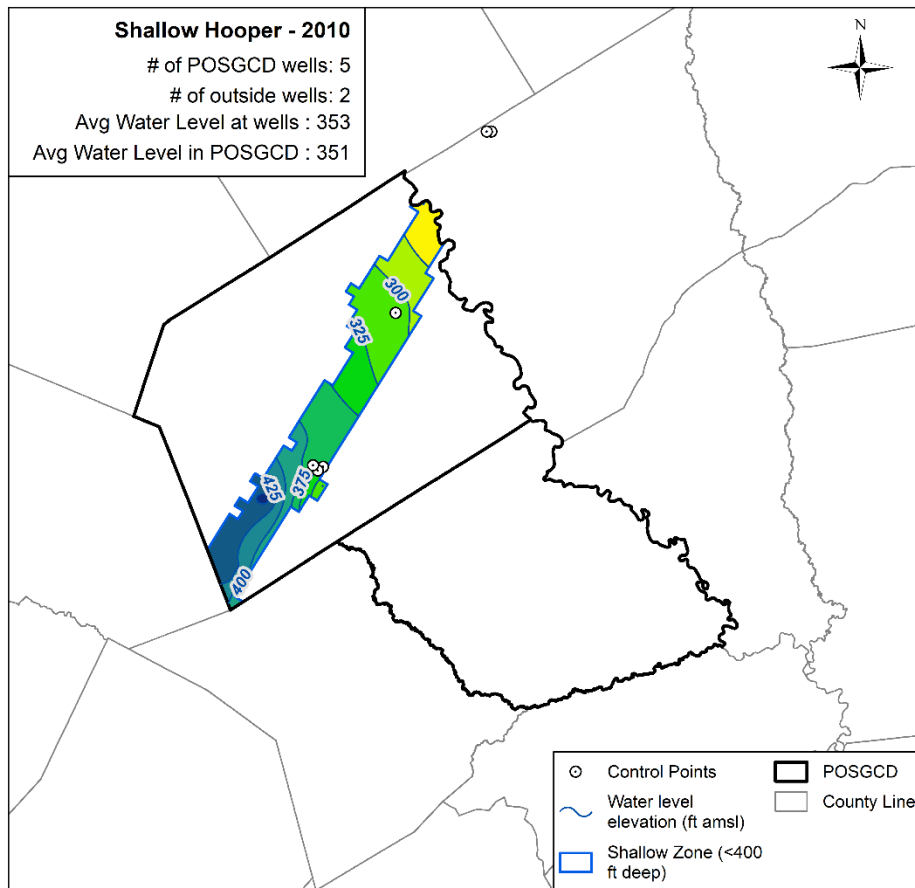 Shallow Hooper - 2010
# of POSGCD wells: 5
# of outside wells: 2
Avg Water Level at wells : 353
Avg Water Level in POSGCD : 351
N
300
325
375
425
400
Control Points
Water level
elevation (ft amsl)
Shallow Zone (<400
ft deep)
POSGCD
County Line